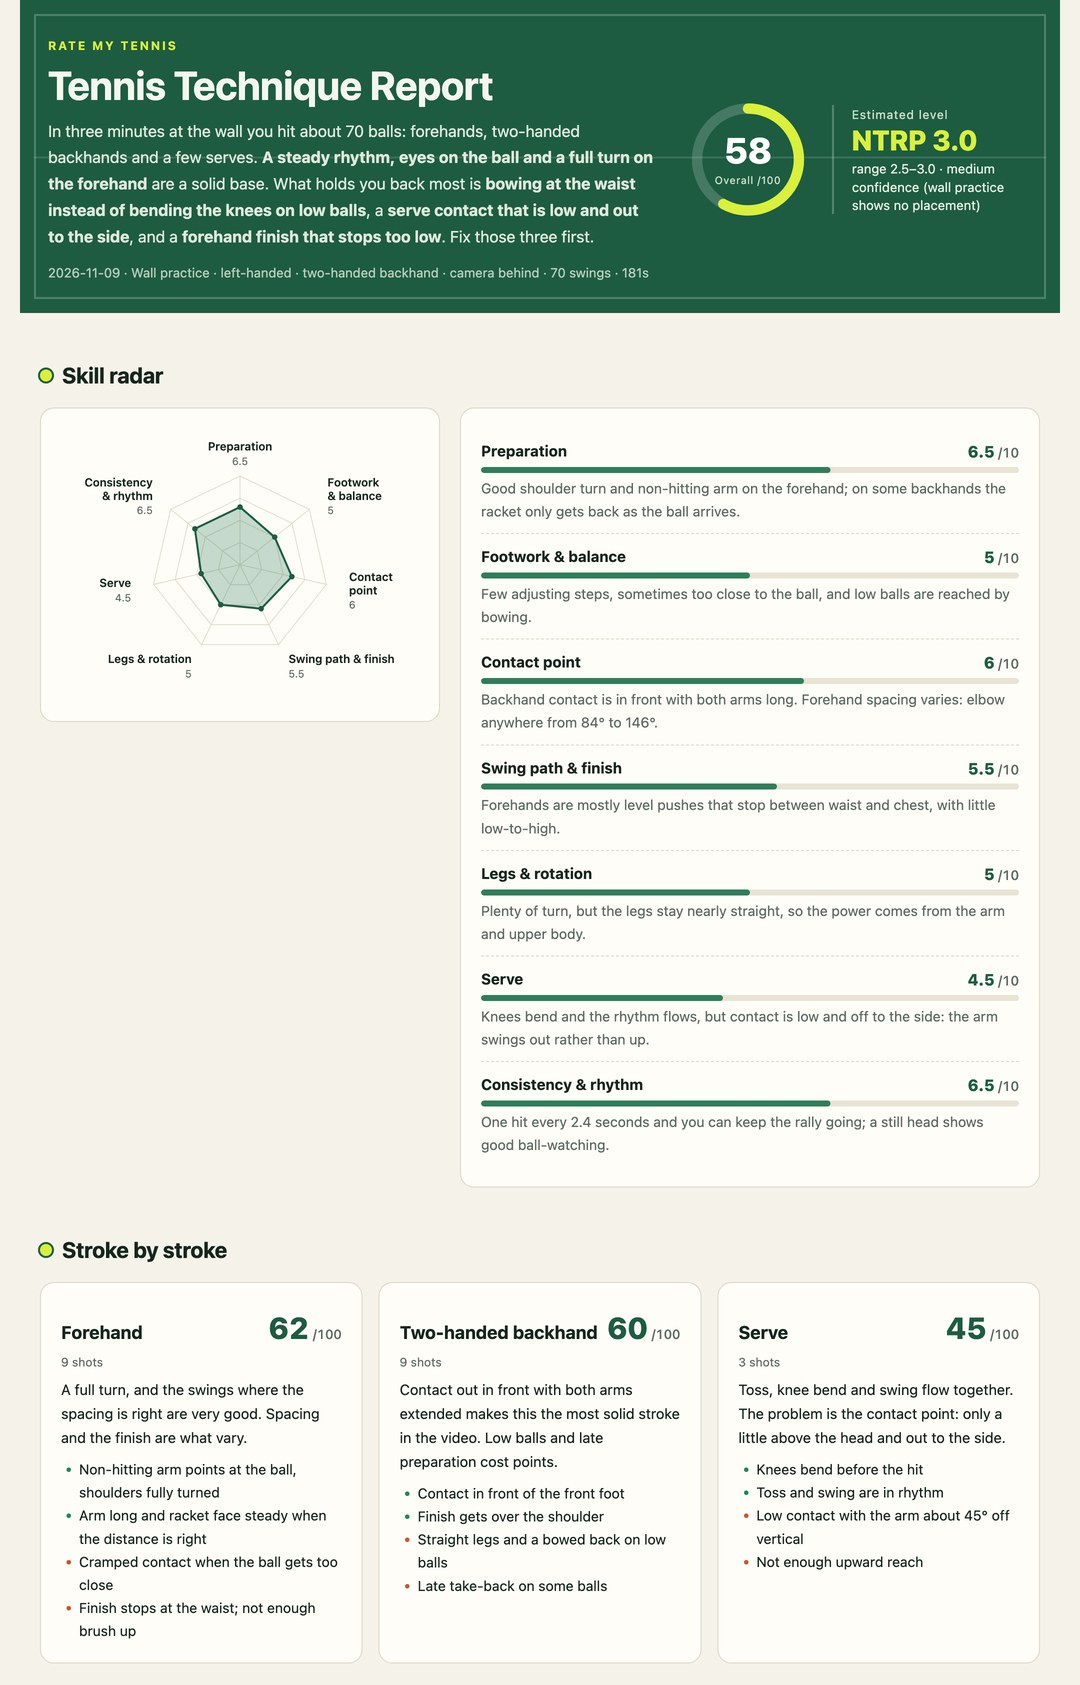 RATE MY TENNIS
Tennis Technique Report
In three minutes at the wall you hit about 70 balls: forehands, two-handed
backhands and a few serves. A steady rhythm, eyes on the ball and a full turn on
the forehand are a solid base. What holds you back most is bowing at the waist
instead of bending the knees on low balls, a serve contact that is low and out
to the side, and a forehand finish that stops too low. Fix those three first.
2026-11-09 · Wall practice · left-handed · two-handed backhand · camera behind · 70 swings · 181s
58
Overall /100
Estimated level
NTRP 3.0
range 2.5–3.0 · medium
confidence (wall practice
shows no placement)
Skill radar
Preparation
6.5
Footwork
& balance
5
Contact
point
6
Swing path & finish
5.5
Legs & rotation
5
Serve
4.5
Consistency
& rhythm
6.5
Preparation 6.5 /10
Good shoulder turn and non-hitting arm on the forehand; on some backhands the
racket only gets back as the ball arrives.
Footwork & balance 5 /10
Few adjusting steps, sometimes too close to the ball, and low balls are reached by
bowing.
Contact point 6 /10
Backhand contact is in front with both arms long. Forehand spacing varies: elbow
anywhere from 84° to 146°.
Swing path & finish 5.5 /10
Forehands are mostly level pushes that stop between waist and chest, with little
low-to-high.
Legs & rotation 5 /10
Plenty of turn, but the legs stay nearly straight, so the power comes from the arm
and upper body.
Serve 4.5 /10
Knees bend and the rhythm flows, but contact is low and off to the side: the arm
swings out rather than up.
Consistency & rhythm 6.5 /10
One hit every 2.4 seconds and you can keep the rally going; a still head shows
good ball-watching.
Stroke by stroke
Forehand 62 /100
9 shots
A full turn, and the swings where the
spacing is right are very good. Spacing
and the finish are what vary.
• Non-hitting arm points at the ball,
shoulders fully turned
• Arm long and racket face steady when
the distance is right
• Cramped contact when the ball gets too
close
• Finish stops at the waist; not enough
brush up
Two-handed backhand 60 /100
9 shots
Contact out in front with both arms
extended makes this the most solid stroke
in the video. Low balls and late
preparation cost points.
• Contact in front of the front foot
• Finish gets over the shoulder
• Straight legs and a bowed back on low
balls
• Late take-back on some balls
Serve 45 /100
3 shots
Toss, knee bend and swing flow together.
The problem is the contact point: only a
little above the head and out to the side.
• Knees bend before the hit
• Toss and swing are in rhythm
• Low contact with the arm about 45° off
vertical
• Not enough upward reach